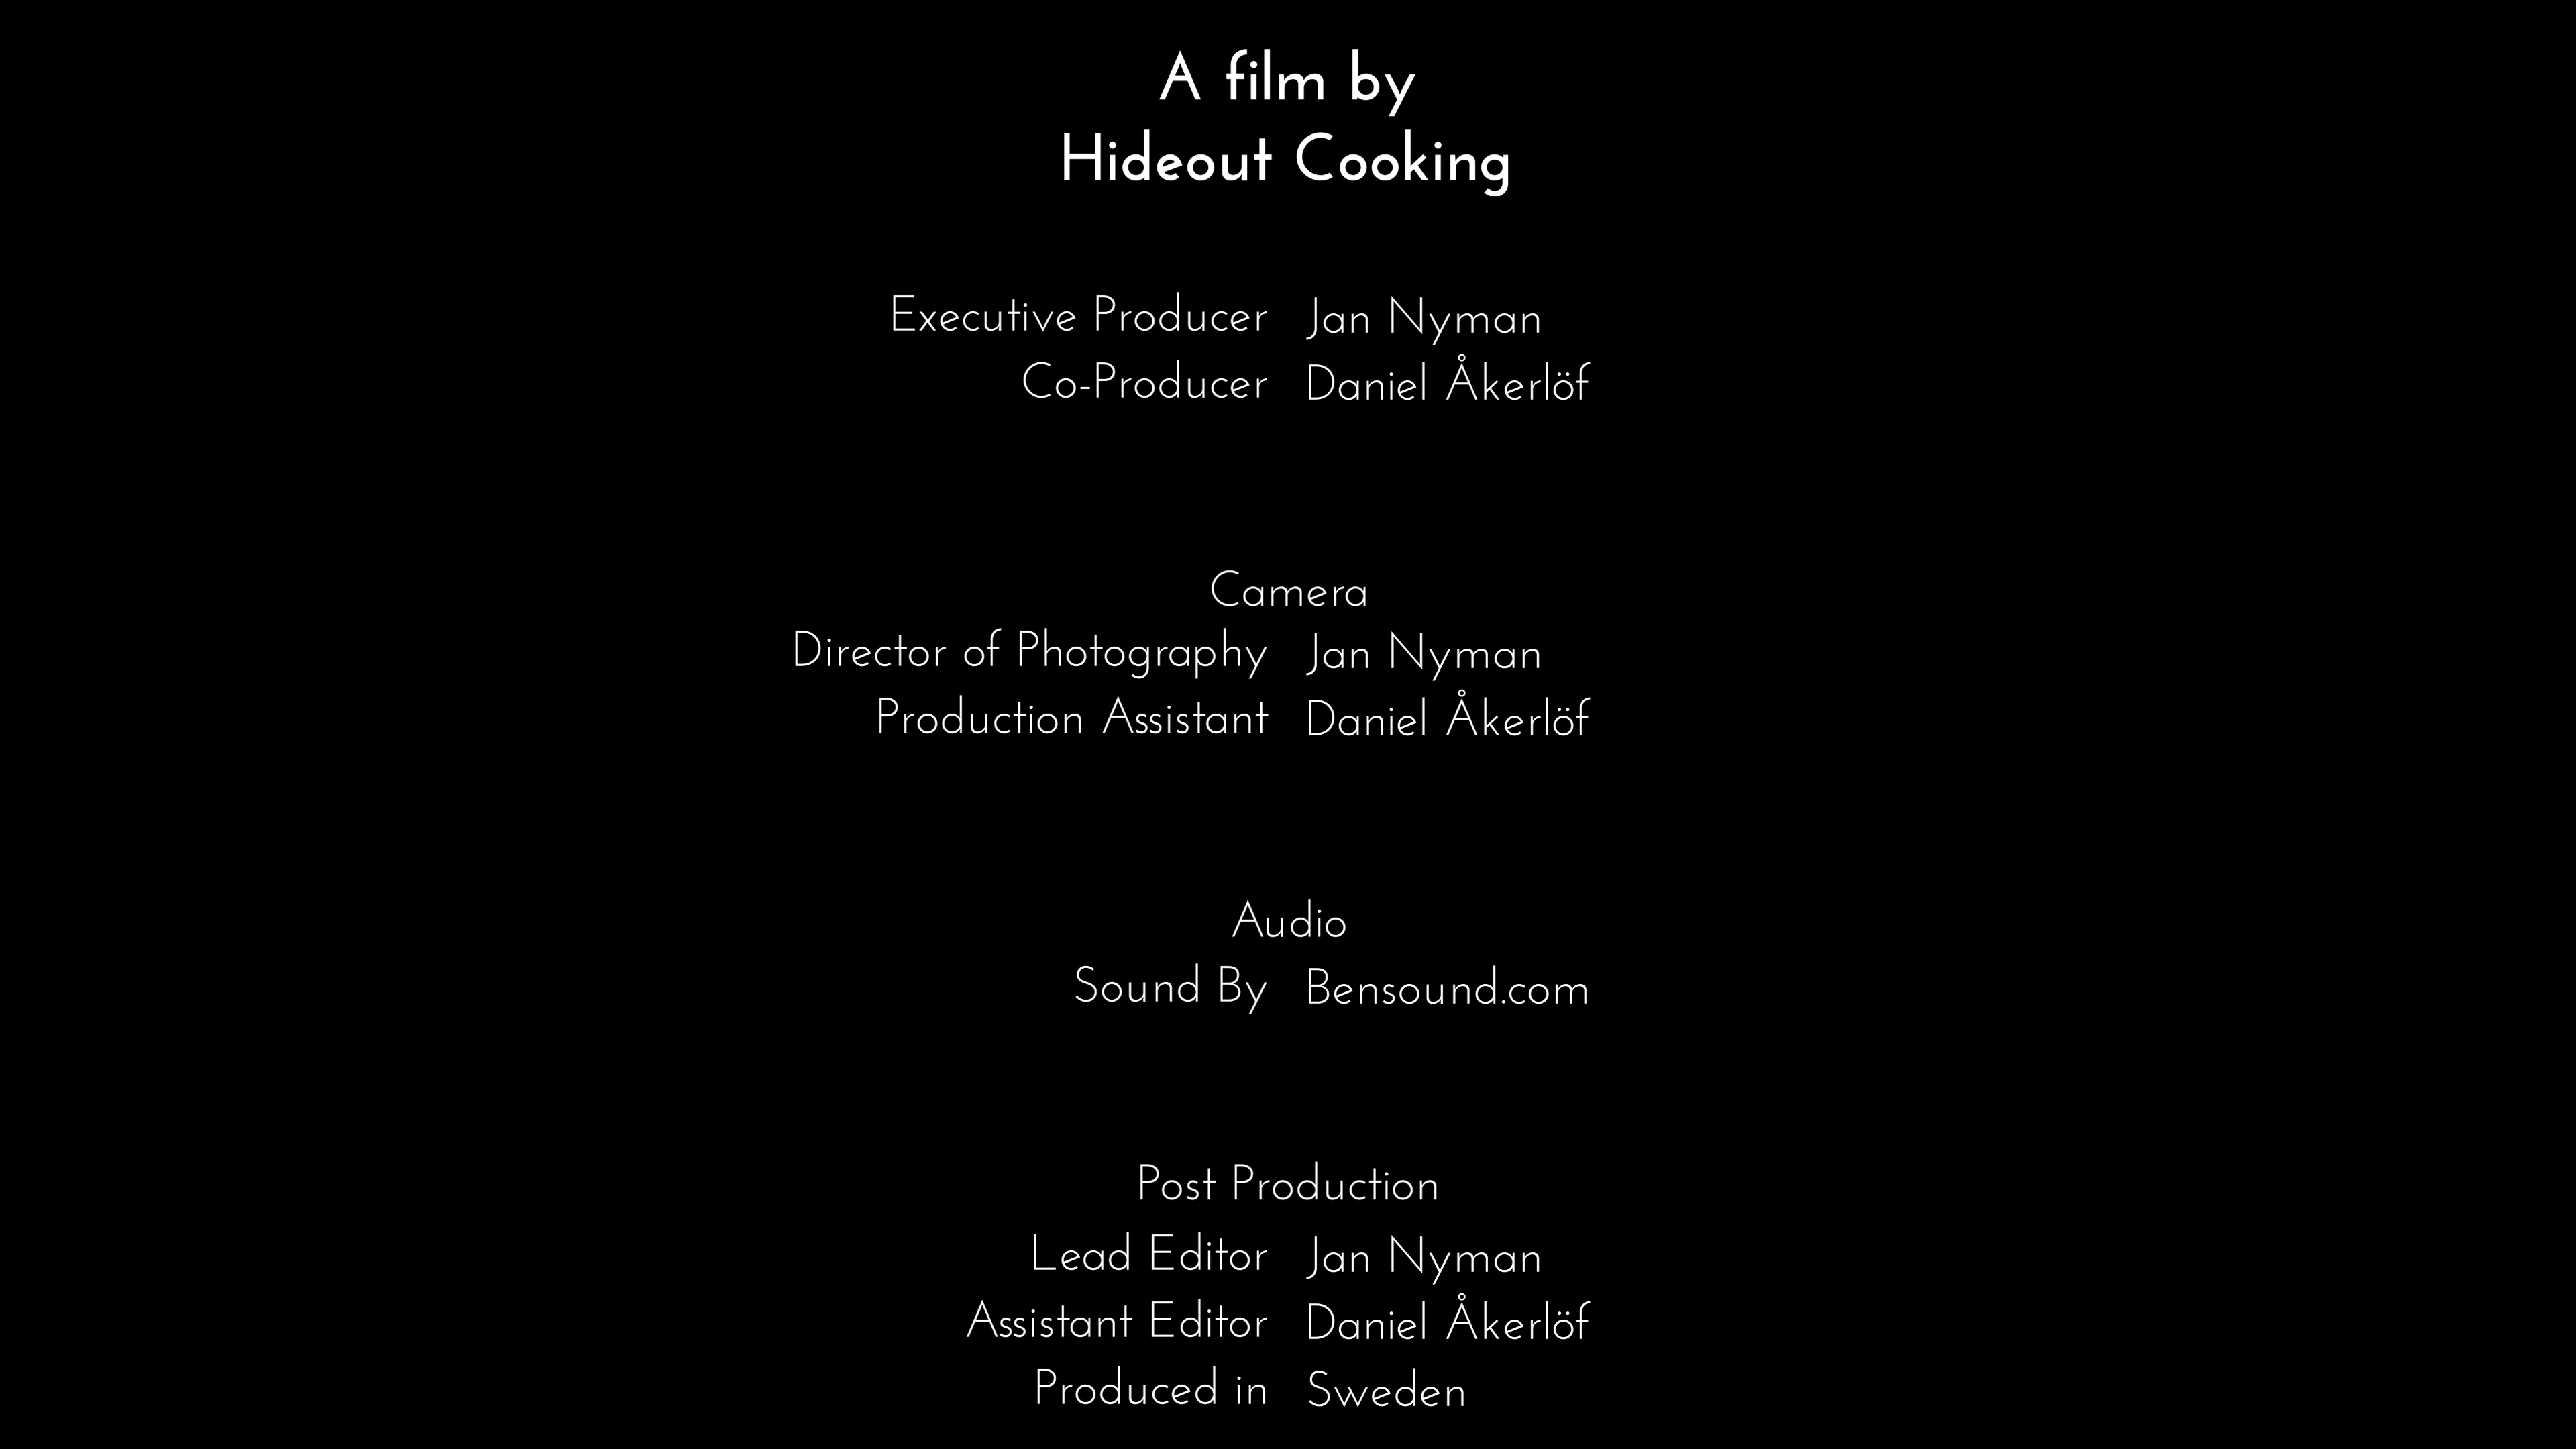 A film by
Hideout Cooking
Executive Producer Jan Nyman
Co-Producer Daniel Åkerlöf
Camera
Director of Photography Jan Nyman
Production Assistant Daniel Åkerlöf
Audio
Sound By Bensound.com
Post Production
Lead Editor Jan Nyman
Assistant Editor Daniel Åkerlöf
Produced in Sweden